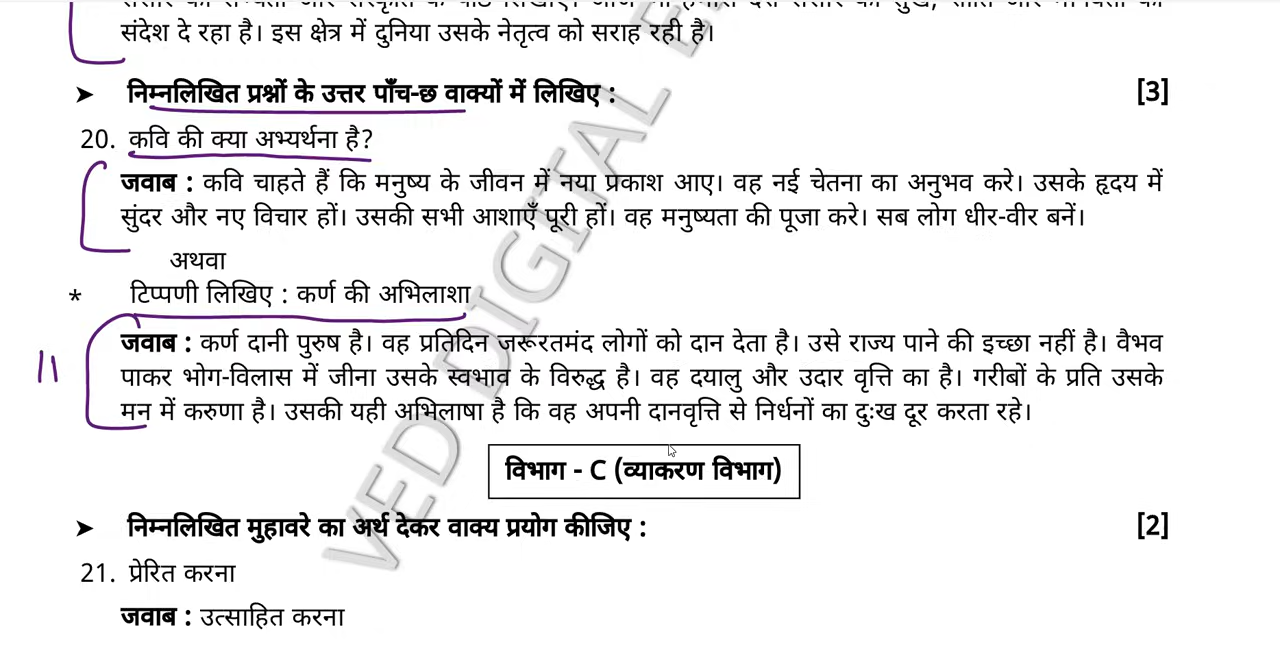 संदेश दे रहा है। इस क्षेत्र में दुनिया उसके नेतृत्व को सराह रही है।
➤ निम्नलिखित प्रश्नों के उत्तर पाँच-छ वाक्यों में लिखिए : [3]
20. कवि की क्या अभ्यर्थना है?
जवाब : कवि चाहते हैं कि मनुष्य के जीवन में नया प्रकाश आए। वह नई चेतना का अनुभव करे। उसके हृदय में
सुंदर और नए विचार हों। उसकी सभी आशाएँ पूरी हों। वह मनुष्यता की पूजा करे। सब लोग धीर-वीर बनें।
अथवा
* टिप्पणी लिखिए : कर्ण की अभिलाशा
जवाब : कर्ण दानी पुरुष है। वह प्रतिदिन जरूरतमंद लोगों को दान देता है। उसे राज्य पाने की इच्छा नहीं है। वैभव
पाकर भोग-विलास में जीना उसके स्वभाव के विरुद्ध है। वह दयालु और उदार वृत्ति का है। गरीबों के प्रति उसके
मन में करुणा है। उसकी यही अभिलाषा है कि वह अपनी दानवृत्ति से निर्धनों का दुःख दूर करता रहे।
विभाग - C (व्याकरण विभाग)
➤ निम्नलिखित मुहावरे का अर्थ देकर वाक्य प्रयोग कीजिए : [2]
21. प्रेरित करना
जवाब : उत्साहित करना
VED DIGITAL